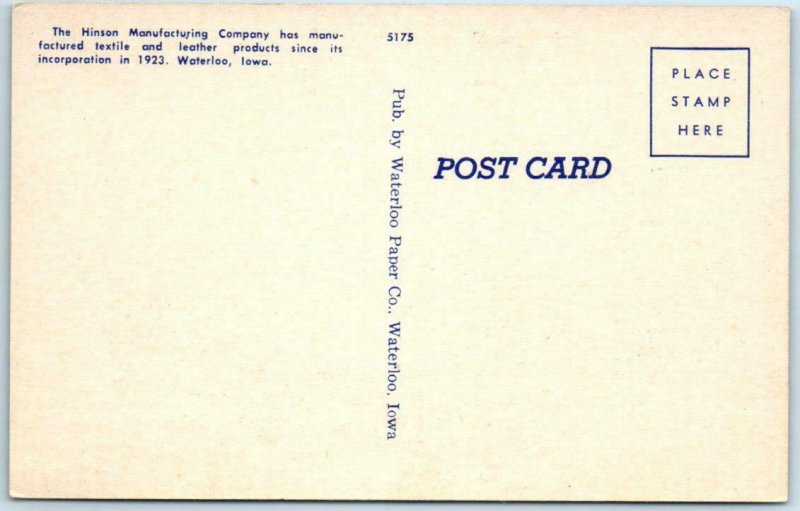 The Hinson Manufacturing Company has manu-
factured textile and leather products since its
incorporation in 1923. Waterloo, Iowa.
5175
Pub. by Waterloo Paper Co., Waterloo, Iowa
POST CARD
PLACE
STAMP
HERE